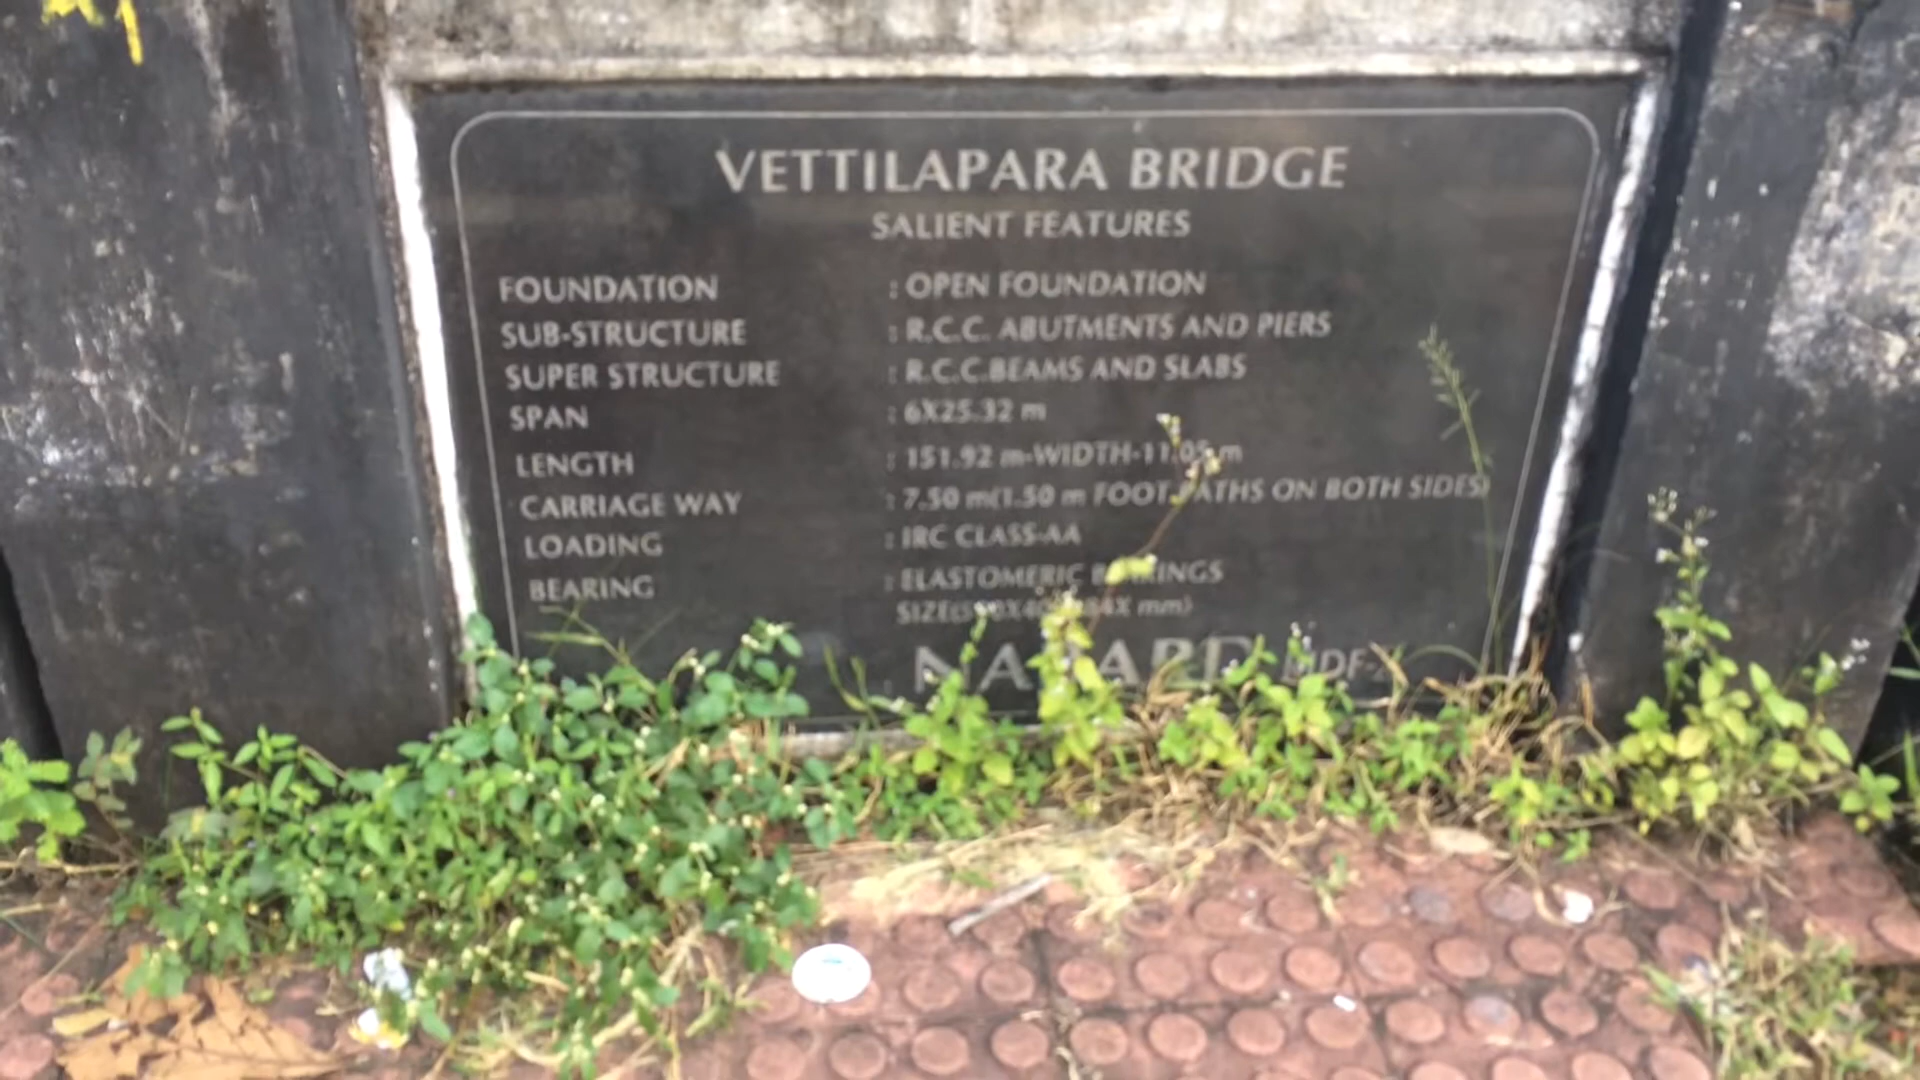 VETTILAPARA BRIDGE
SALIENT FEATURES
FOUNDATION : OPEN FOUNDATION
SUB-STRUCTURE : R.C.C. ABUTMENTS AND PIERS
SUPER STRUCTURE : R.C.C.BEAMS AND SLABS
SPAN : 6X25.32 m
LENGTH : 151.92 m-WIDTH-11.05 m
CARRIAGE WAY : 7.50 m(1.50 m FOOT PATHS ON BOTH SIDES)
LOADING : IRC CLASS-AA
BEARING : ELASTOMERIC BEARINGS
NABARD